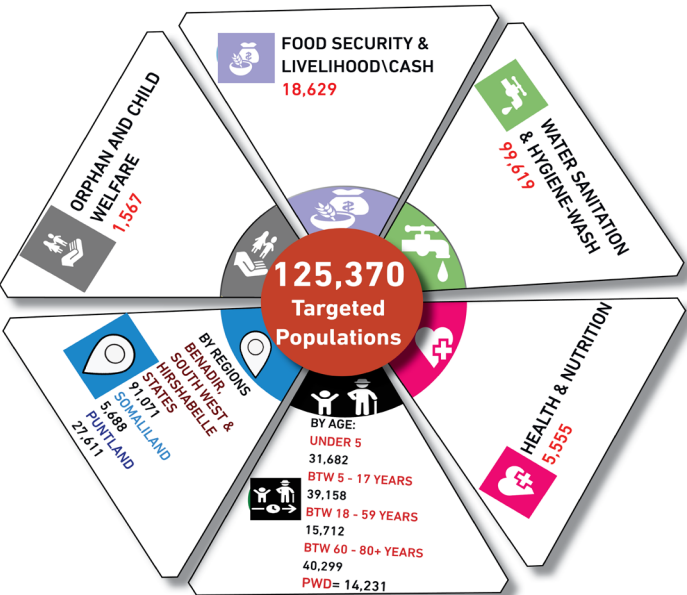 FOOD SECURITY &
LIVELIHOOD\CASH
18,629
WATER SANITATION
& HYGIENE-WASH
99,619
ORPHAN AND CHILD
WELFARE
1,567
125,370
Targeted
Populations
HEALTH & NUTRITION
5,555
BY REGIONS
BENADIR,
SOUTH WEST &
HIRSHABELLE
STATES
91,071
SOMALILAND
5,688
PUNTLAND
27,611
BY AGE:
UNDER 5
31,682
BTW 5 - 17 YEARS
39,158
BTW 18 - 59 YEARS
15,712
BTW 60 - 80+ YEARS
40,299
PWD= 14,231